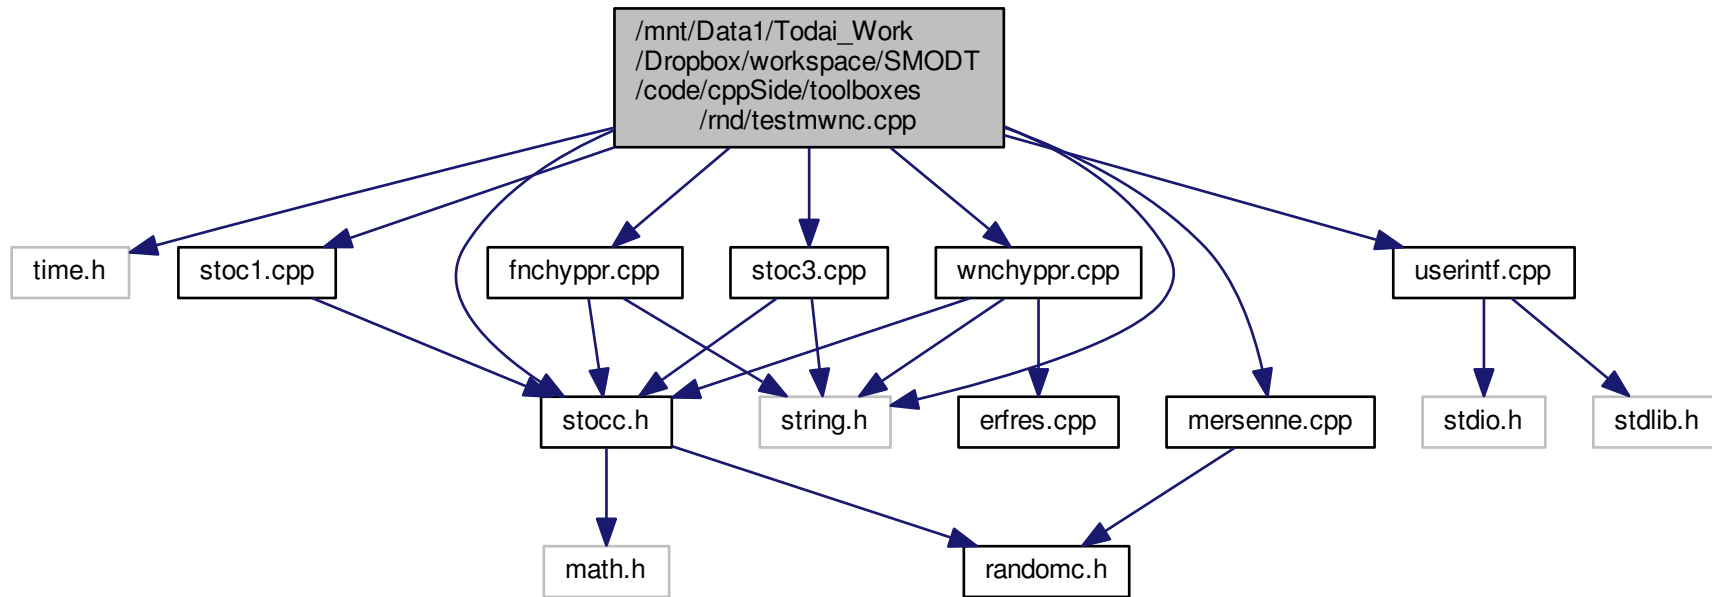 /mnt/Data1/Todai_Work
/Dropbox/workspace/SMODT
/code/cppSide/toolboxes
/rnd/testmwnc.cpp
time.h
stoc1.cpp
fnchyppr.cpp
stoc3.cpp
wnchyppr.cpp
userintf.cpp
stocc.h
string.h
erfres.cpp
mersenne.cpp
stdio.h
stdlib.h
math.h
randomc.h